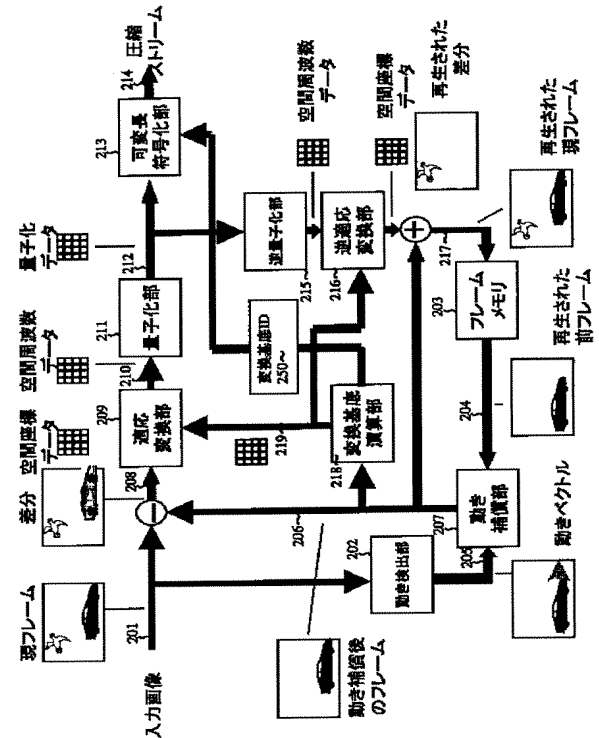 入力画像
現フレーム
201
差分
208
空間座標
データ
209
適応
変換部
空間周波数
データ
210
211
量子化部
量子化
データ
212
213
可変長
符号化部
214
圧縮
ストリーム
動き補償後
のフレーム
206
202
動き検出部
205
動きベクトル
207
動き
補償部
218
変換基底
演算部
219
変換基底ID
250
215
逆量子化部
空間周波数
データ
216
逆適応
変換部
空間座標
データ
再生された
差分
217
再生された
現フレーム
203
フレーム
メモリ
204
再生された
前フレーム